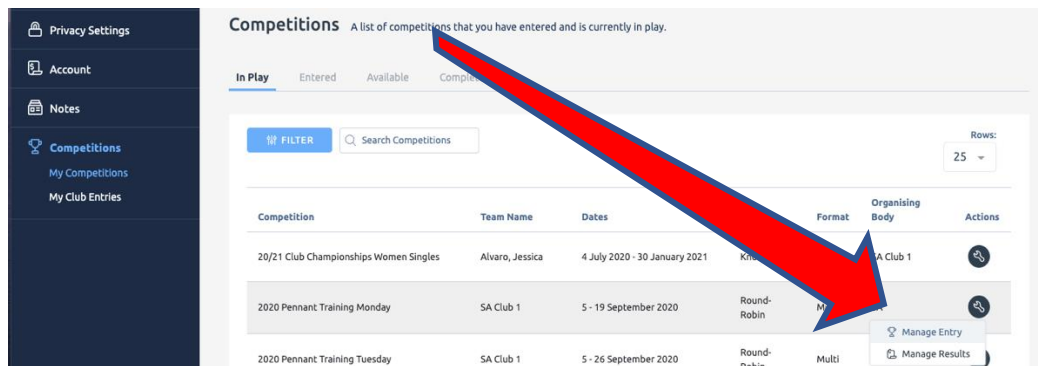 Privacy Settings
Account
Notes
Competitions
My Competitions
My Club Entries
Competitions A list of competitions that you have entered and is currently in play.
In Play Entered Available
FILTER Search Competitions
Rows:
25
Competition Team Name Dates Format Organising Body Actions
20/21 Club Championships Women Singles Alvaro, Jessica 4 July 2020 - 30 January 2021 SA Club 1
2020 Pennant Training Monday SA Club 1 5 - 19 September 2020 Round-Robin
Manage Entry
Manage Results
2020 Pennant Training Tuesday SA Club 1 5 - 26 September 2020 Round- Multi